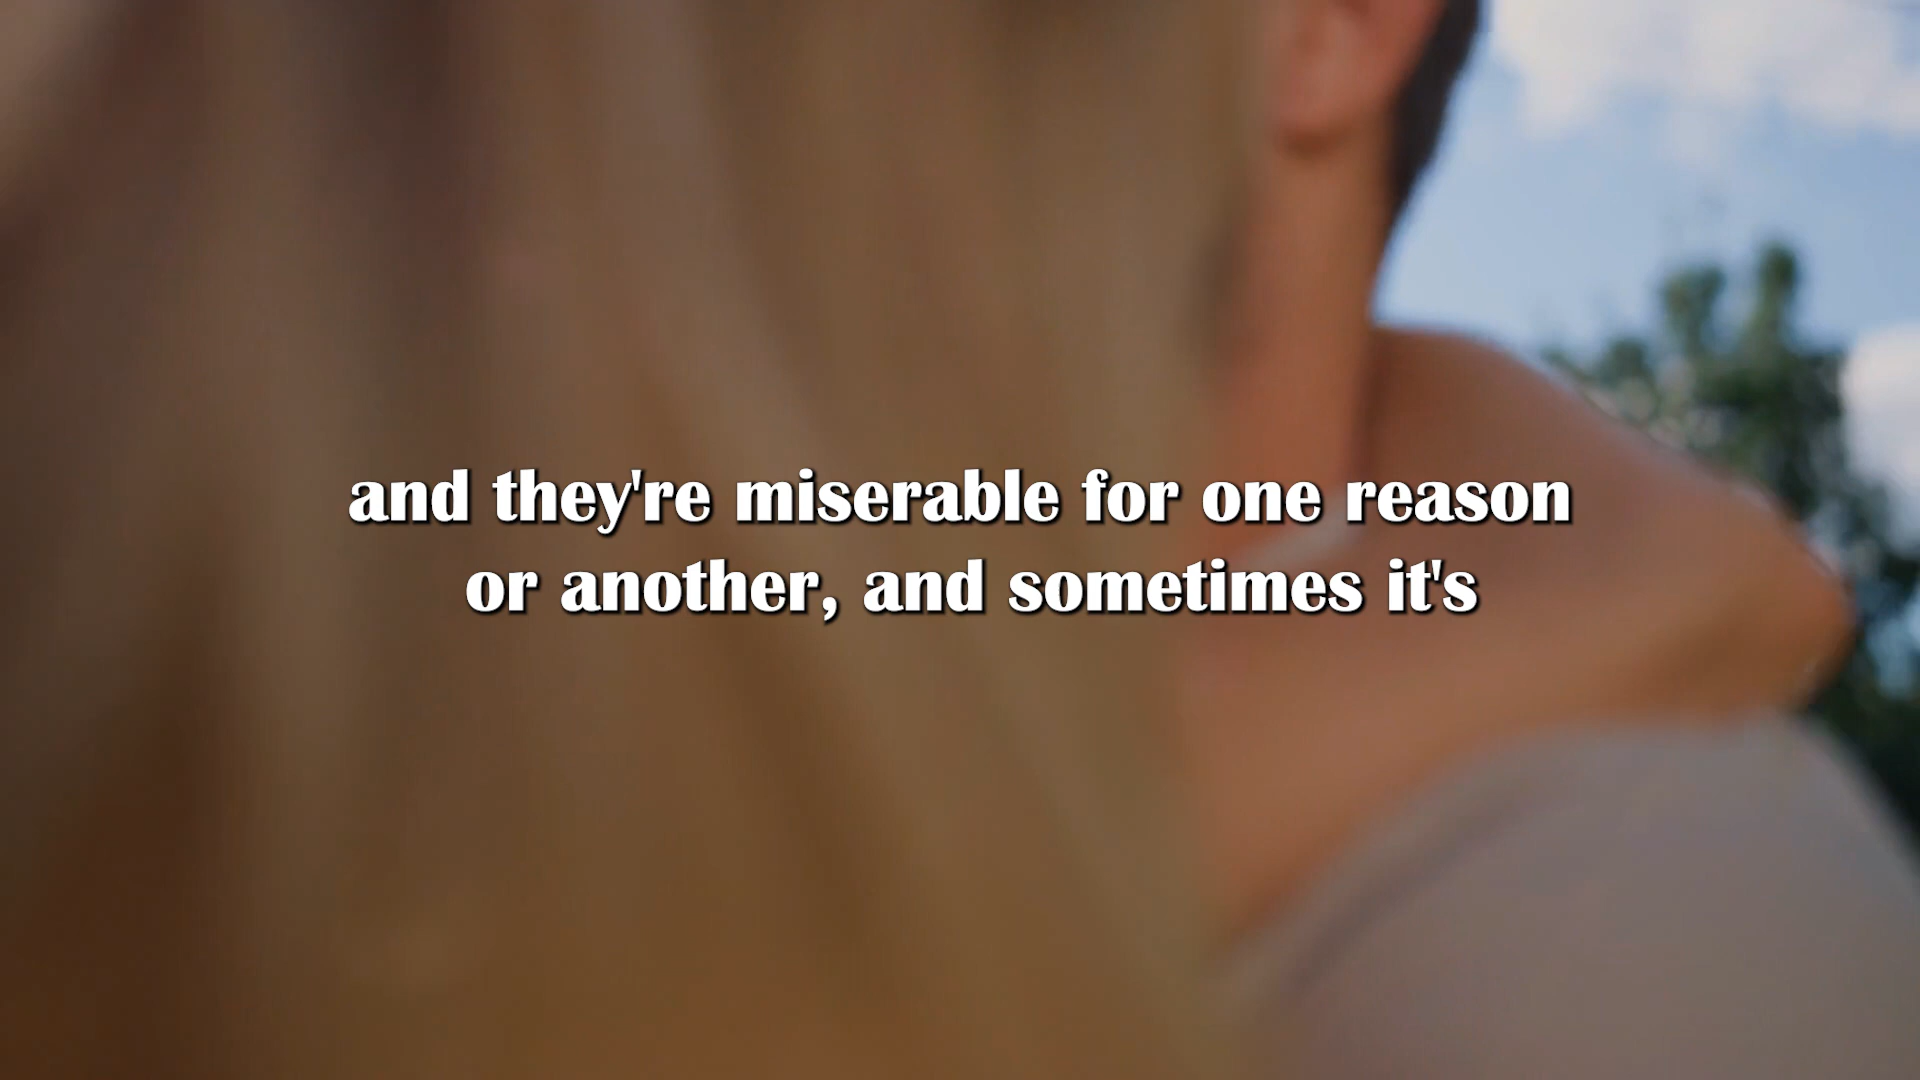 and they're miserable for one reason
or another, and sometimes it's